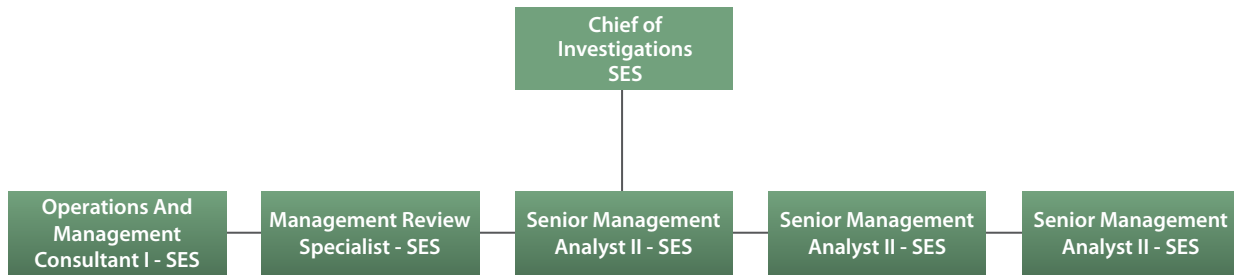 Chief of
Investigations
SES
Operations And
Management
Consultant I - SES
Management Review
Specialist - SES
Senior Management
Analyst II - SES
Senior Management
Analyst II - SES
Senior Management
Analyst II - SES